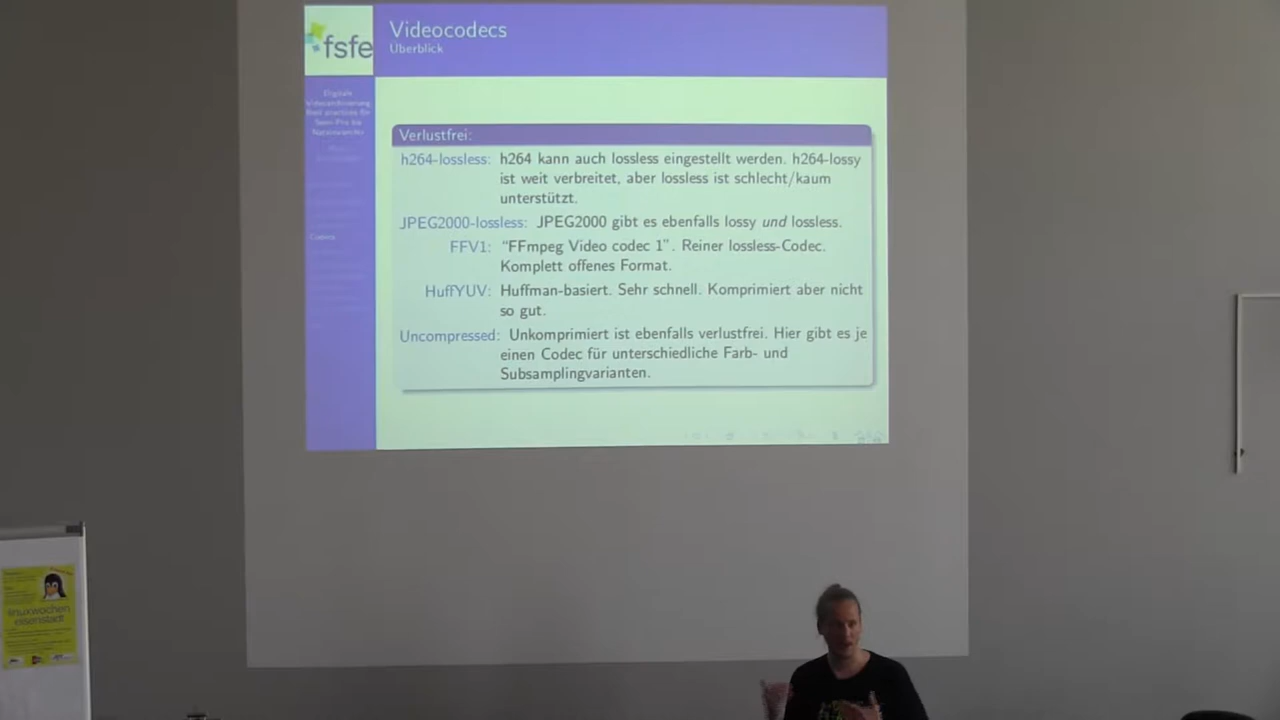 fsfe
Videocodecs
Überblick
Digitale
Videoarchivierung
Verlustfrei:
h264-lossless: h264 kann auch lossless eingestellt werden. h264-lossy
ist weit verbreitet, aber lossless ist schlecht/kaum
unterstützt.
JPEG2000-lossless: JPEG2000 gibt es ebenfalls lossy und lossless.
FFV1: "FFmpeg Video codec 1". Reiner lossless-Codec.
Komplett offenes Format.
HuffYUV: Huffman-basiert. Sehr schnell. Komprimiert aber nicht
so gut.
Uncompressed: Unkomprimiert ist ebenfalls verlustfrei. Hier gibt es je
einen Codec für unterschiedliche Farb- und
Subsamplingvarianten.
Codecs
linuxwochen
eisenstadt